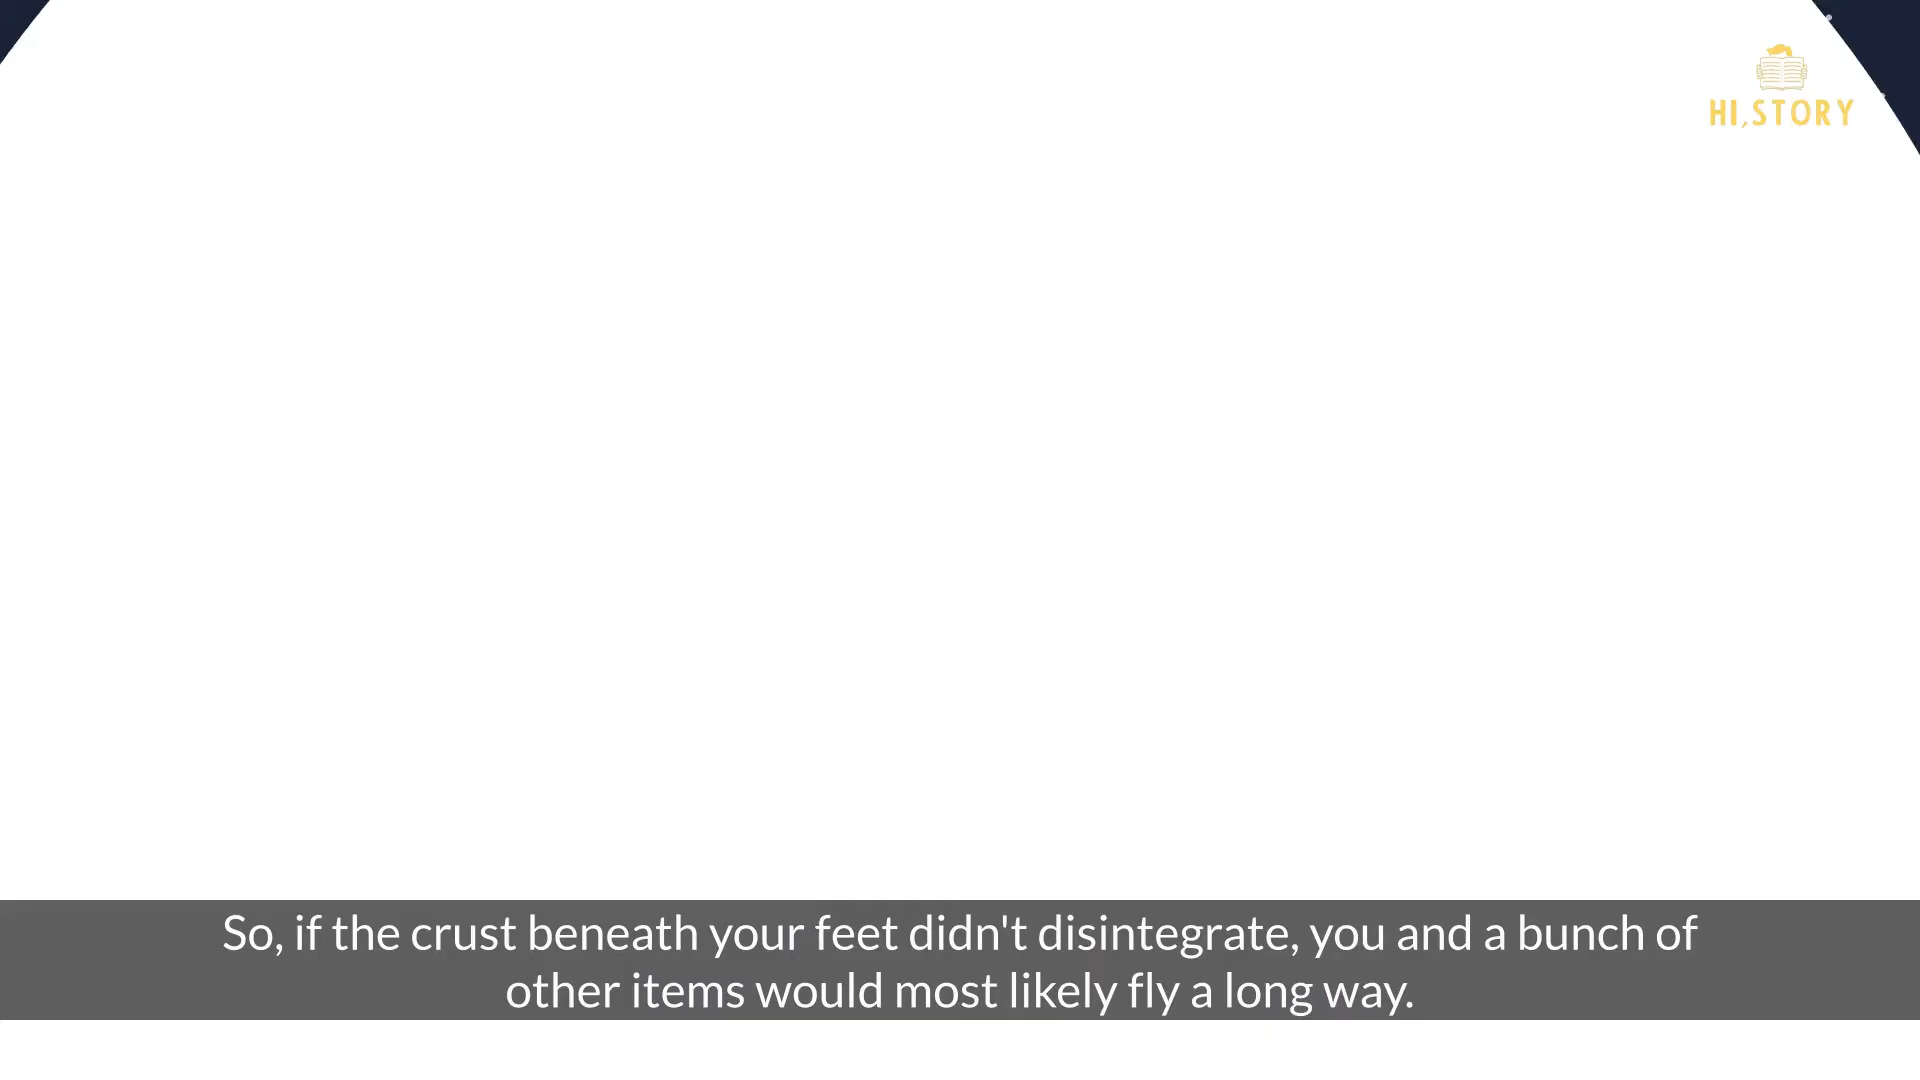 HI,STORY
So, if the crust beneath your feet didn't disintegrate, you and a bunch of
other items would most likely fly a long way.